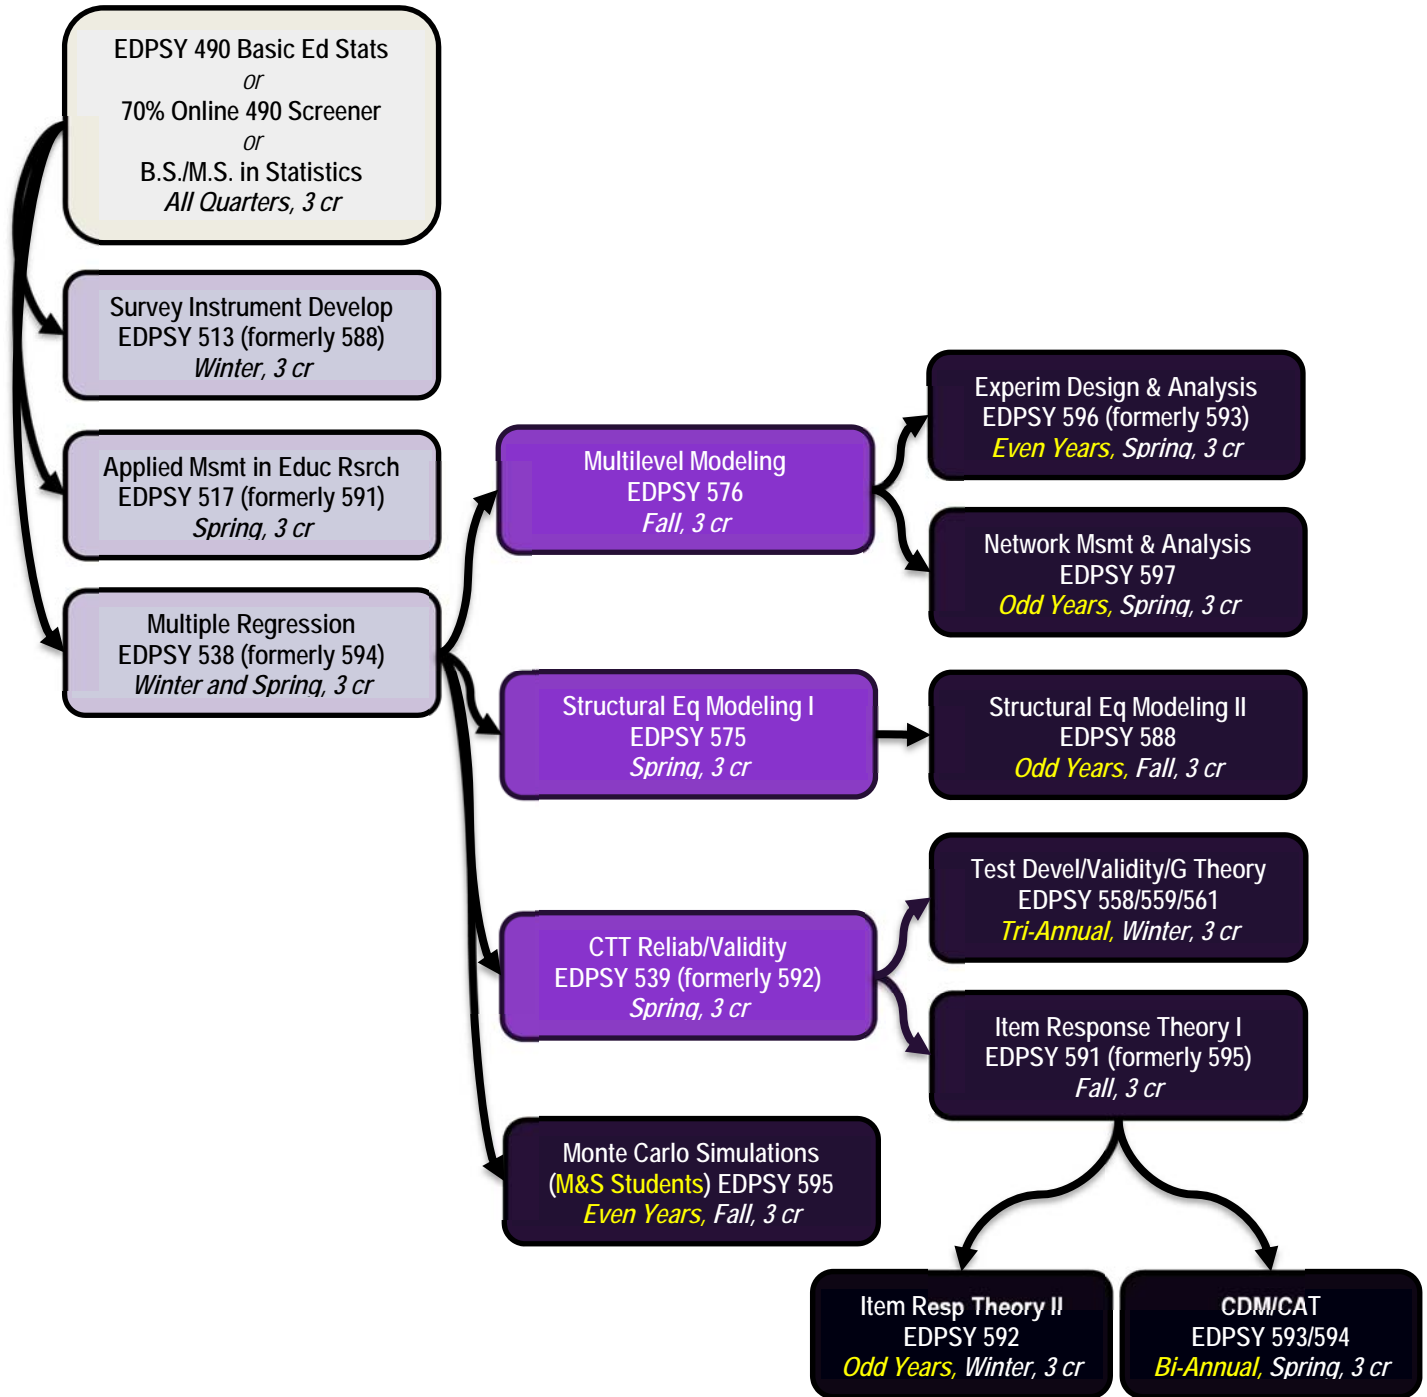 EDPSY 490 Basic Ed Stats
or
70% Online 490 Screener
or
B.S./M.S. in Statistics
All Quarters, 3 cr
Survey Instrument Develop
EDPSY 513 (formerly 588)
Winter, 3 cr
Applied Msmt in Educ Rsrch
EDPSY 517 (formerly 591)
Spring, 3 cr
Multiple Regression
EDPSY 538 (formerly 594)
Winter and Spring, 3 cr
Multilevel Modeling
EDPSY 576
Fall, 3 cr
Structural Eq Modeling I
EDPSY 575
Spring, 3 cr
CTT Reliab/Validity
EDPSY 539 (formerly 592)
Spring, 3 cr
Monte Carlo Simulations
(M&S Students) EDPSY 595
Even Years, Fall, 3 cr
Experim Design & Analysis
EDPSY 596 (formerly 593)
Even Years, Spring, 3 cr
Network Msmt & Analysis
EDPSY 597
Odd Years, Spring, 3 cr
Structural Eq Modeling II
EDPSY 588
Odd Years, Fall, 3 cr
Test Devel/Validity/G Theory
EDPSY 558/559/561
Tri-Annual, Winter, 3 cr
Item Response Theory I
EDPSY 591 (formerly 595)
Fall, 3 cr
Item Resp Theory II
EDPSY 592
Odd Years, Winter, 3 cr
CDM/CAT
EDPSY 593/594
Bi-Annual, Spring, 3 cr